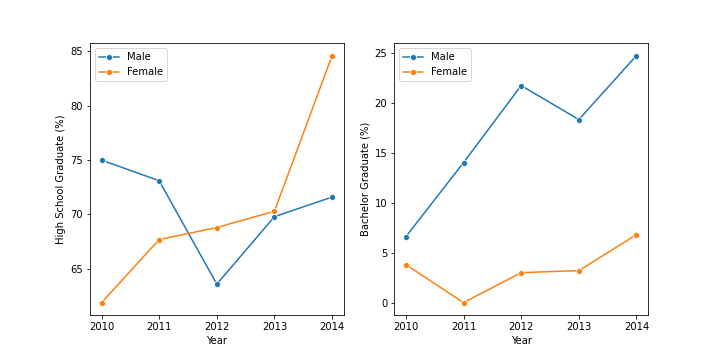 Male
Female
High School Graduate (%)
85
80
75
70
65
2010 2011 2012 2013 2014
Year
Male
Female
Bachelor Graduate (%)
25
20
15
10
5
0
2010 2011 2012 2013 2014
Year